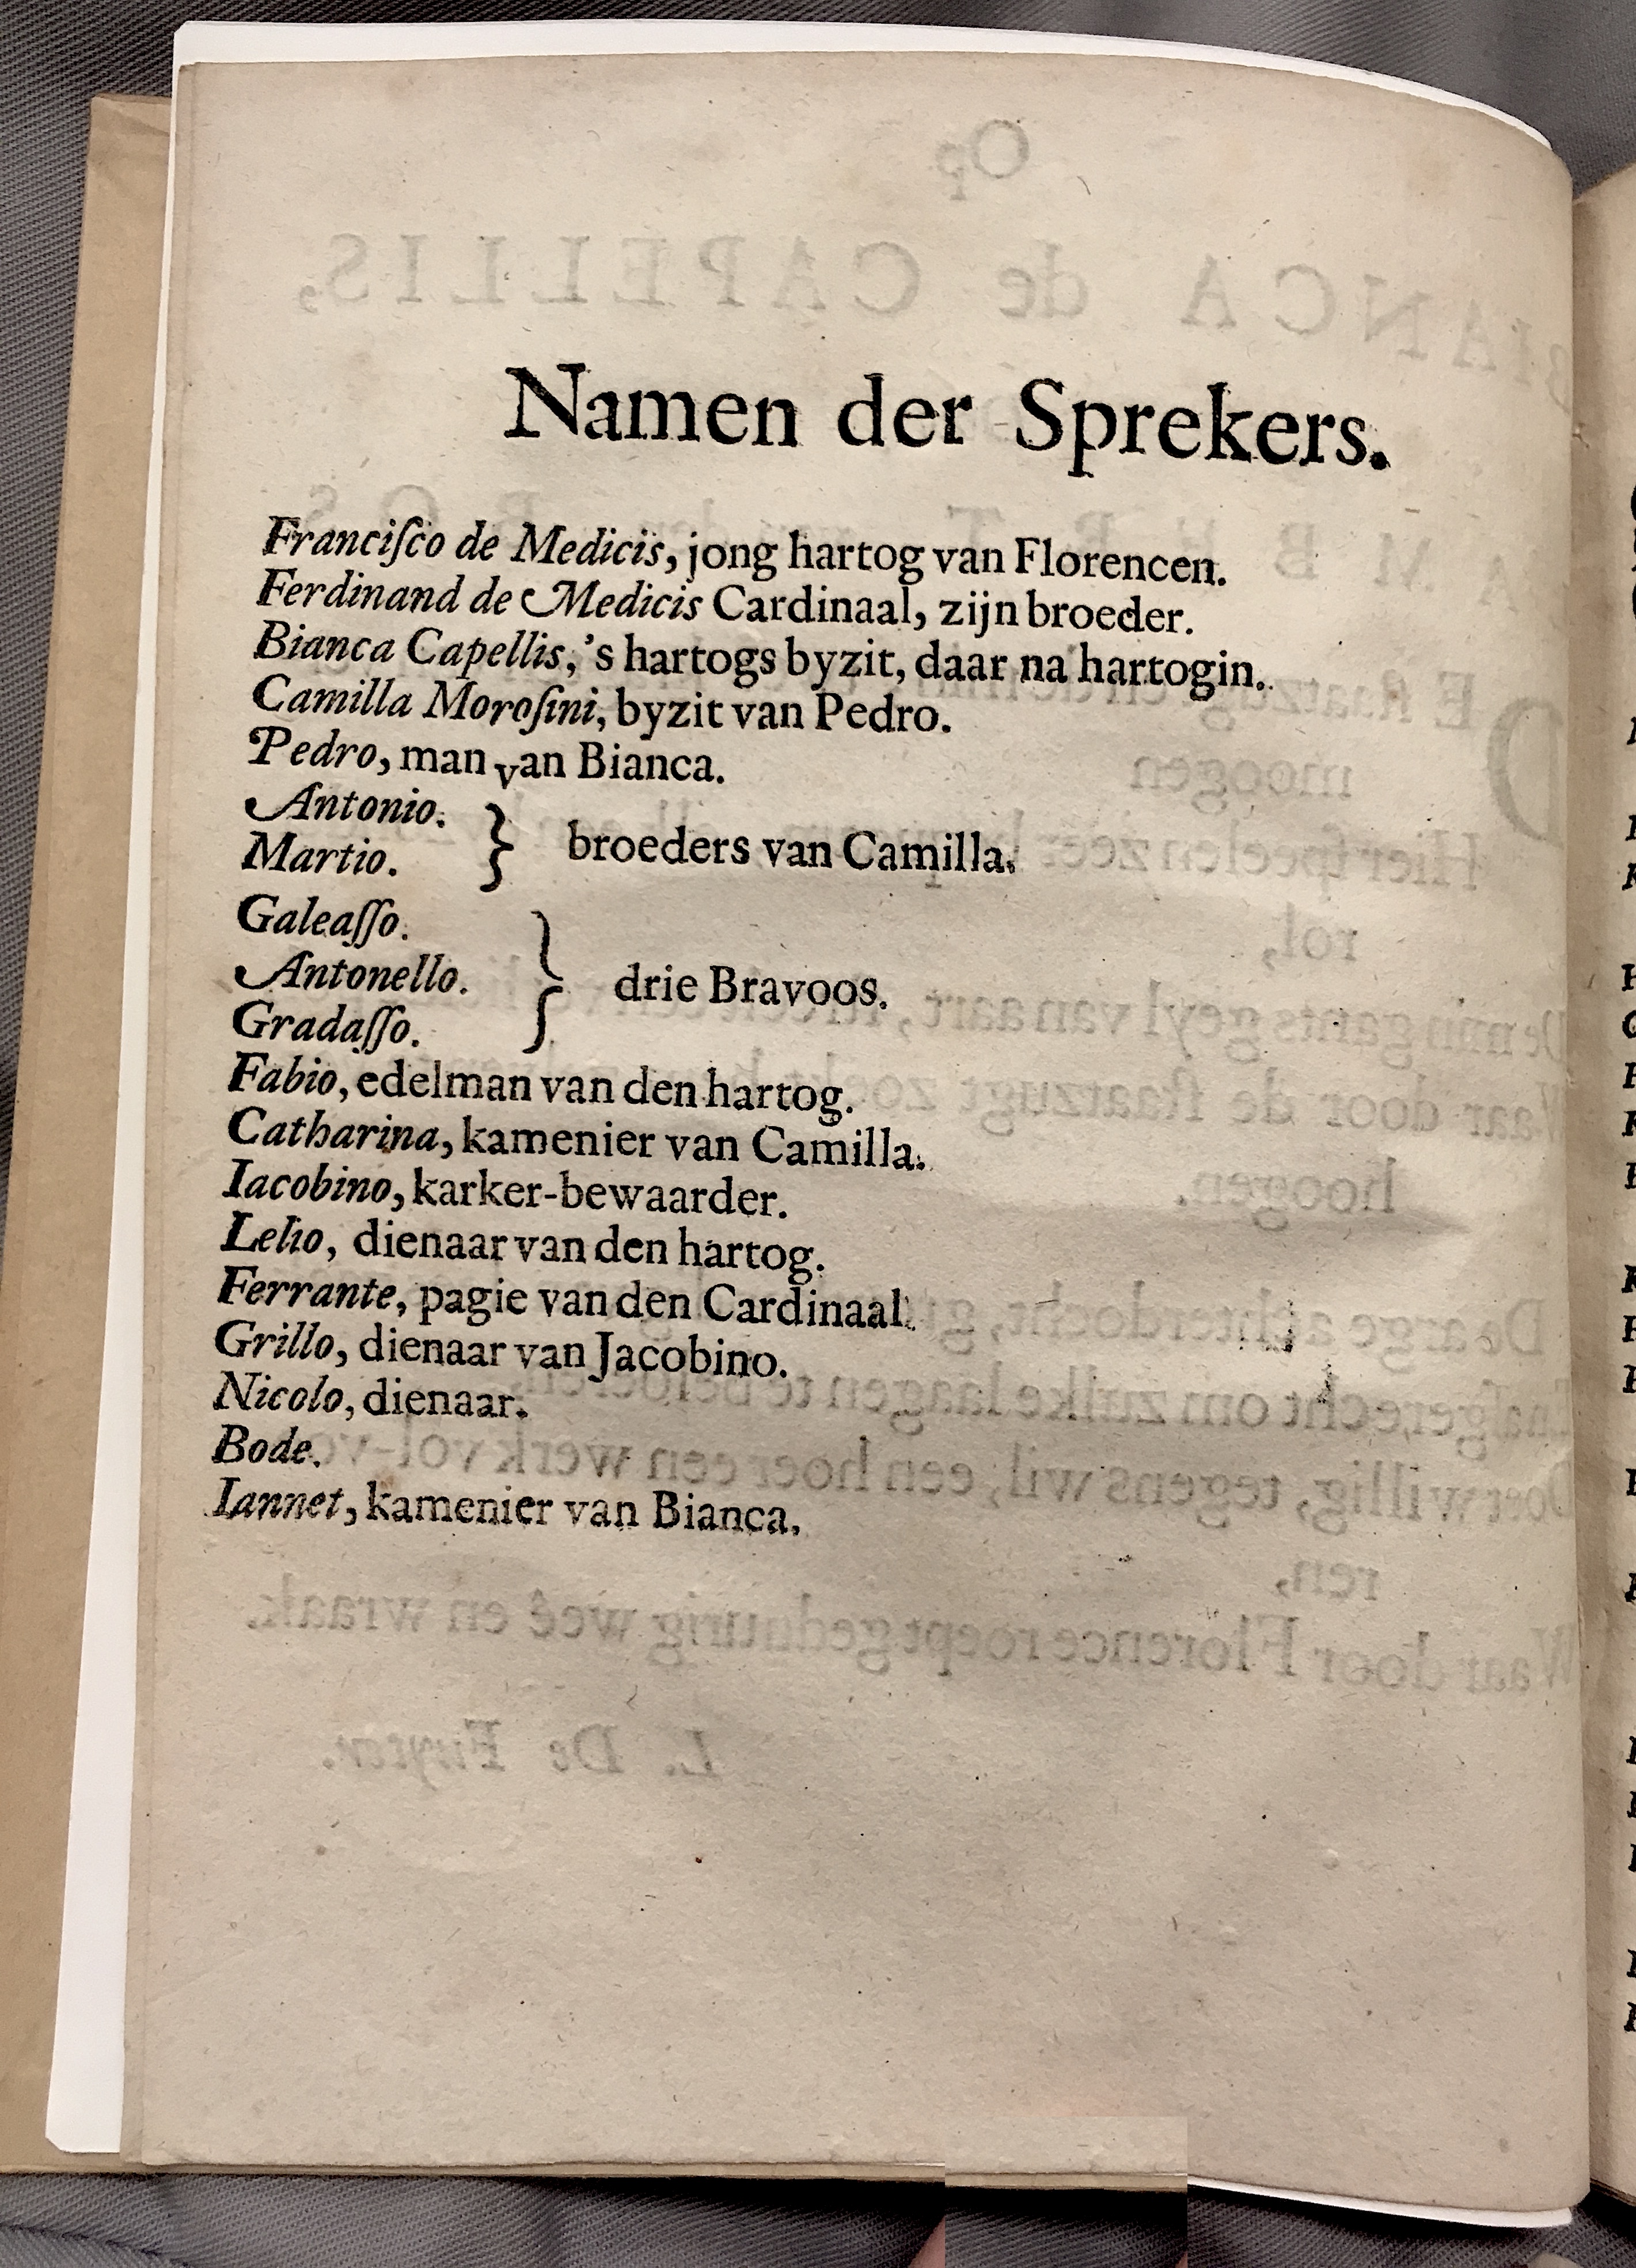 Namen der Sprekers.
Franciſco de Medicis, jong hartog van Florencen.
Ferdinand de Medicis Cardinaal, zijn broeder.
Bianca Capellis, 's hartogs byzit, daar na hartogin.
Camilla Moroſini, byzit van Pedro.
Pedro, man van Bianca.
Antonio.
Martio.
} broeders van Camilla.
Galeaſſo.
Antonello.
Gradaſſo.
} drie Bravoos.
Fabio, edelman van den hartog.
Catharina, kamenier van Camilla.
Iacobino, karker-bewaarder.
Lelio, dienaar van den hartog.
Ferrante, pagie van den Cardinaal.
Grillo, dienaar van Jacobino.
Nicolo, dienaar.
Bode.
Iannet, kamenier van Bianca.